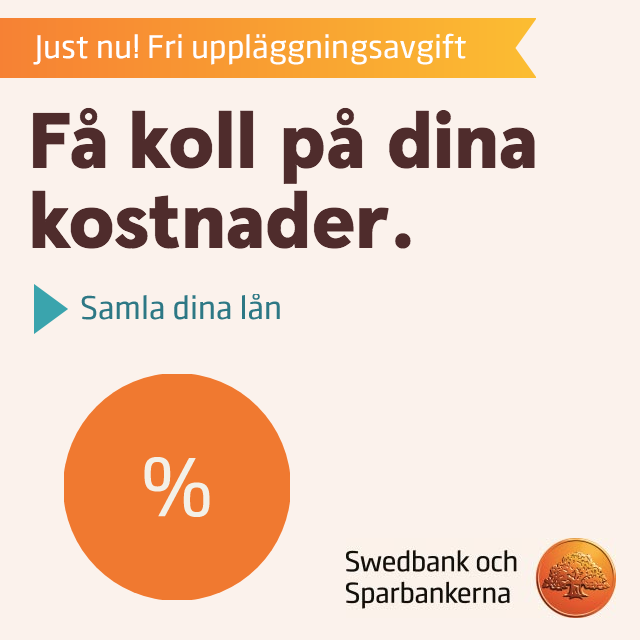 Just nu! Fri uppläggningsavgift
Få koll på dina
kostnader.
Samla dina lån
%
Swedbank och
Sparbankerna